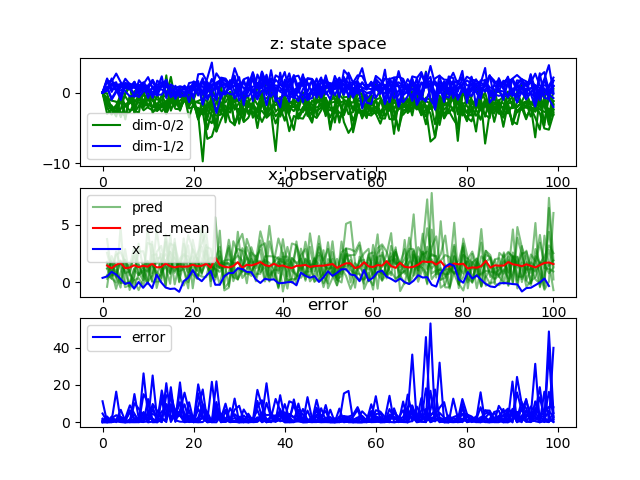 z: state space
0
−10
dim-0/2
dim-1/2
0 20 40 60 80 100
x: observation
5
0
pred
pred_mean
x
0 20 40 60 80 100
error
40
20
0
error
0 20 40 60 80 100